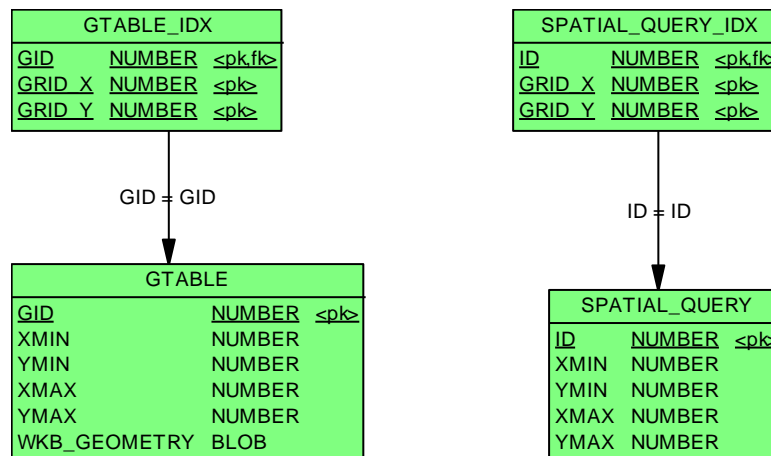 GTABLE_IDX
GID NUMBER <pk,fk>
GRID_X NUMBER <pk>
GRID_Y NUMBER <pk>
GID = GID
GTABLE
GID NUMBER <pk>
XMIN NUMBER
YMIN NUMBER
XMAX NUMBER
YMAX NUMBER
WKB_GEOMETRY BLOB
SPATIAL_QUERY_IDX
ID NUMBER <pk,fk>
GRID_X NUMBER <pk>
GRID_Y NUMBER <pk>
ID = ID
SPATIAL_QUERY
ID NUMBER <pk>
XMIN NUMBER
YMIN NUMBER
XMAX NUMBER
YMAX NUMBER